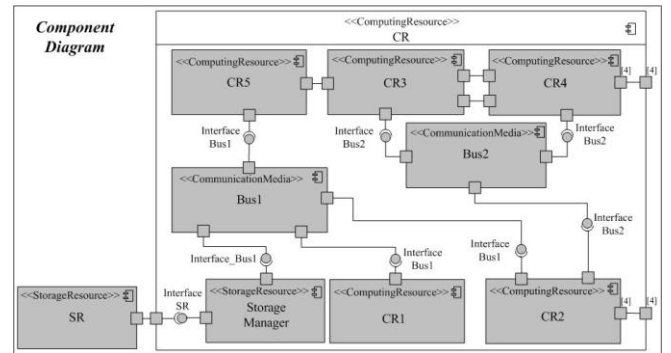 Component
Diagram
<<ComputingResource>>
CR
<<ComputingResource>>
CR5
<<ComputingResource>>
CR3
<<ComputingResource>>
CR4
[4]
[4]
Interface
Bus1
Interface
Bus2
<<CommunicationMedia>>
Bus2
Interface
Bus2
<<CommunicationMedia>>
Bus1
Interface_Bus1
Interface
Bus1
Interface
Bus1
Interface
Bus2
<<StorageResource>>
SR
Interface
SR
<<StorageResource>>
Storage
Manager
<<ComputingResource>>
CR1
<<ComputingResource>>
CR2
[4]
[4]